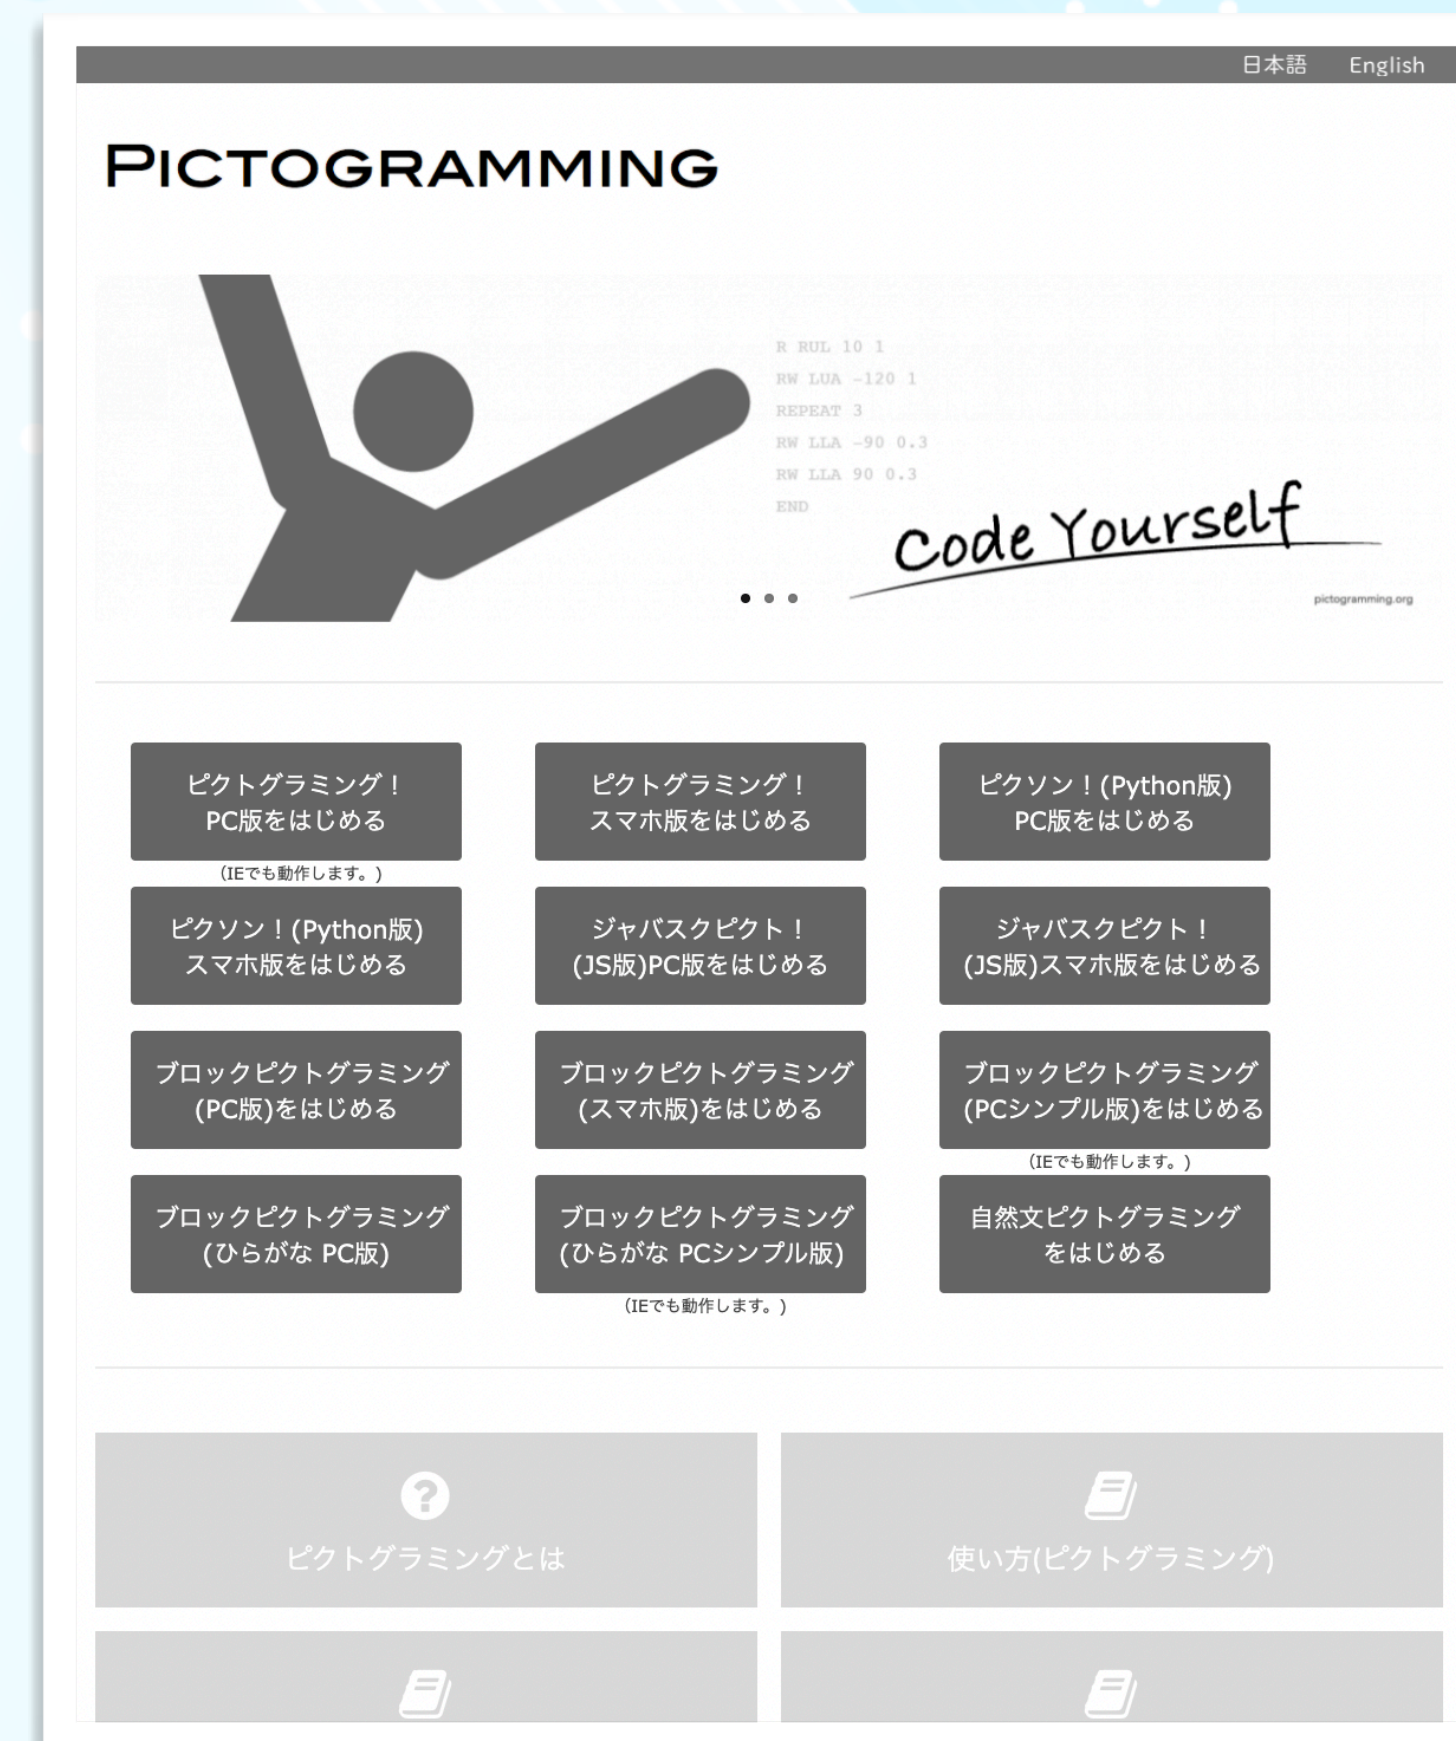 日本語 English
PICTOGRAMMING
R RUL 10 1
RW LUA -120 1
REPEAT 3
RW LLA -90 0.3
RW LLA 90 0.3
END
Code Yourself
pictogramming.org
ピクトグラミング！
PC版をはじめる
(IEでも動作します。)
ピクトグラミング！
スマホ版をはじめる
ピクソン！(Python版)
PC版をはじめる
ピクソン！(Python版)
スマホ版をはじめる
ジャバスクピクト！
(JS版)PC版をはじめる
ジャバスクピクト！
(JS版)スマホ版をはじめる
ブロックピクトグラミング
(PC版)をはじめる
ブロックピクトグラミング
(スマホ版)をはじめる
ブロックピクトグラミング
(PCシンプル版)をはじめる
(IEでも動作します。)
ブロックピクトグラミング
(ひらがな PC版)
ブロックピクトグラミング
(ひらがな PCシンプル版)
(IEでも動作します。)
自然文ピクトグラミング
をはじめる
ピクトグラミングとは
使い方(ピクトグラミング)